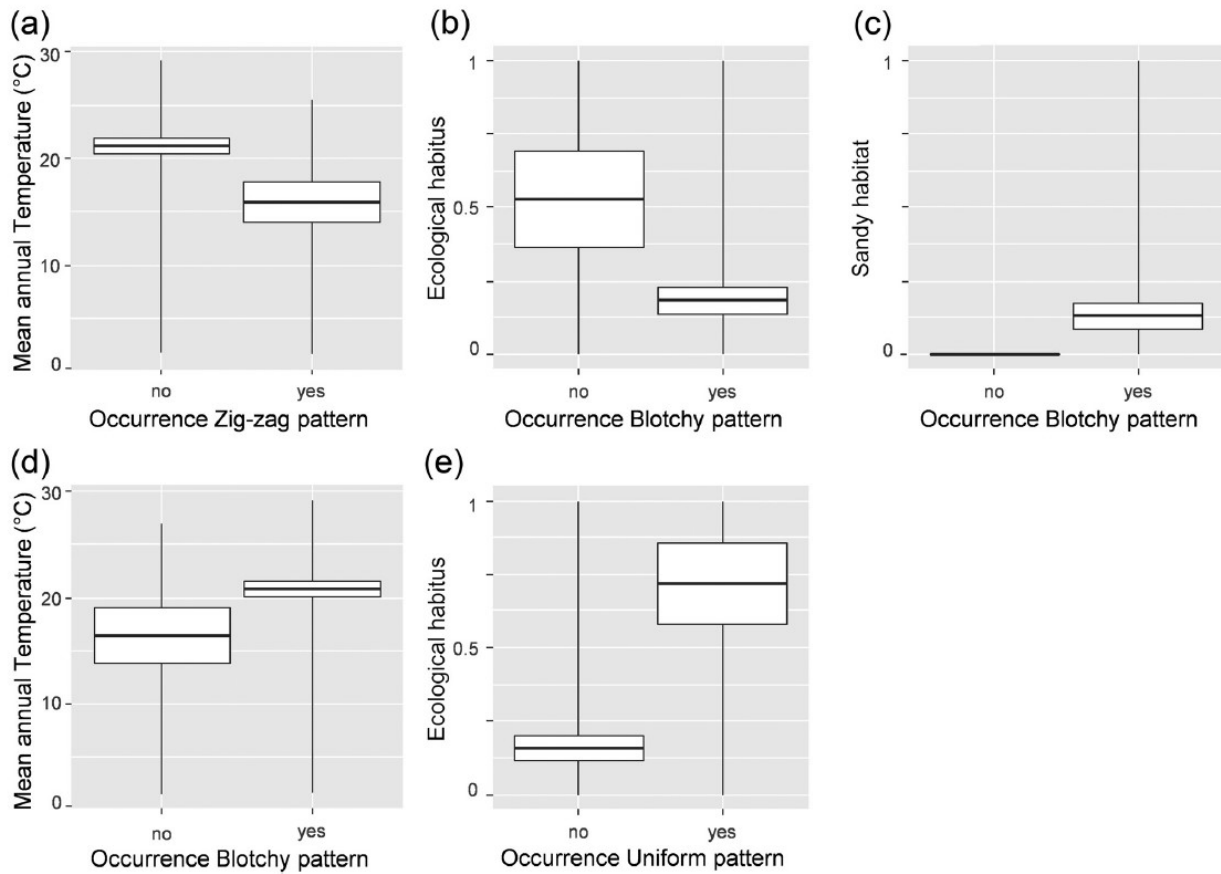 (a)
Mean annual Temperature (°C)
30
20
10
0
no yes
Occurrence Zig-zag pattern
(b)
Ecological habitus
1
0.5
0
no yes
Occurrence Blotchy pattern
(c)
Sandy habitat
1
0
no yes
Occurrence Blotchy pattern
(d)
Mean annual Temperature (°C)
30
20
10
0
no yes
Occurrence Blotchy pattern
(e)
Ecological habitus
1
0.5
0
no yes
Occurrence Uniform pattern